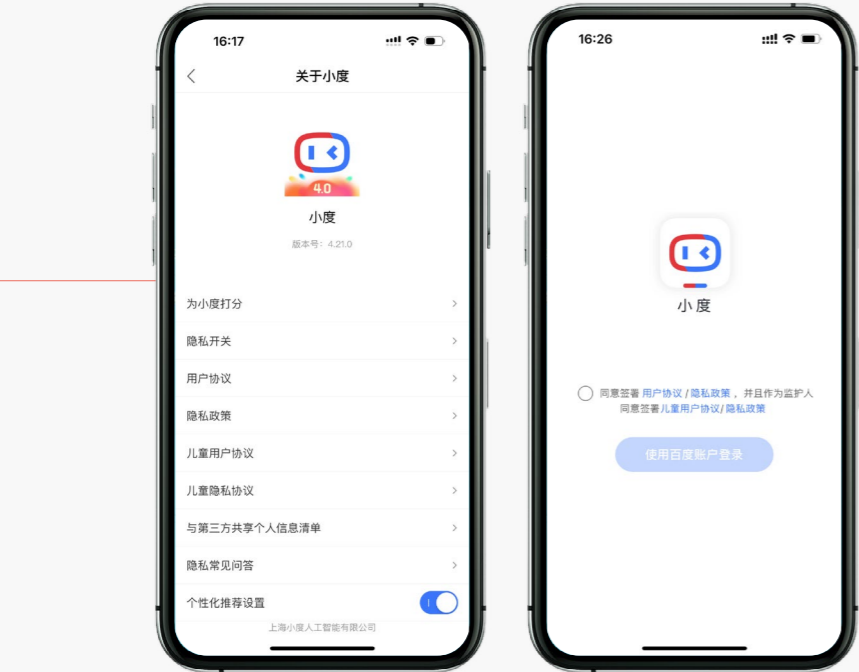 16:17
关于小度
4.0
小度
版本号：4.21.0
为小度打分
隐私开关
用户协议
隐私政策
儿童用户协议
儿童隐私协议
与第三方共享个人信息清单
隐私常见问答
个性化推荐设置
上海小度人工智能有限公司
16:26
小度
同意签署 用户协议 / 隐私政策 ，并且作为监护人
同意签署儿童用户协议/ 隐私政策
使用百度账户登录